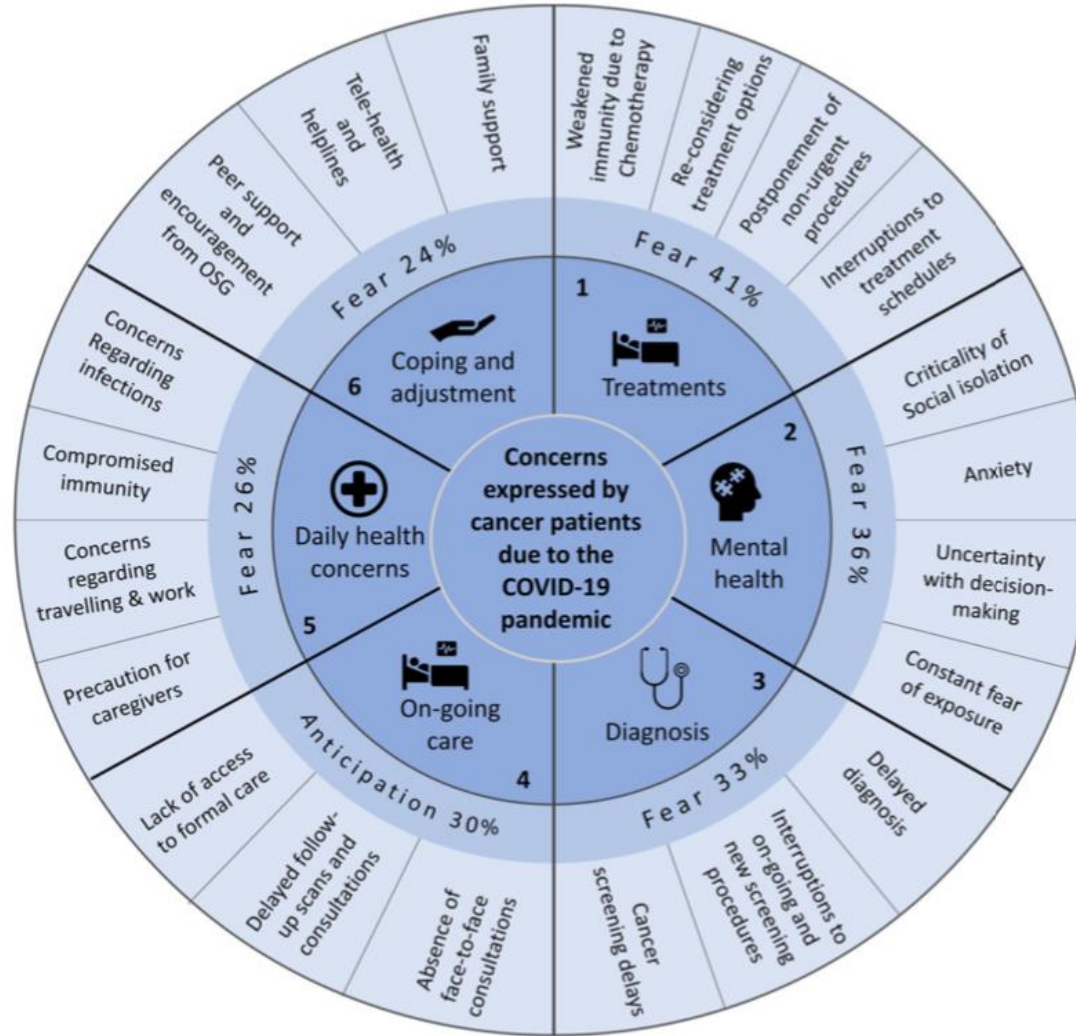 Concerns
expressed by
cancer patients
due to the
COVID-19
pandemic
1
Treatments
Fear 41%
Weakened
immunity due to
Chemotherapy
Re-considering
treatment options
Postponement of
non-urgent
procedures
Interruptions to
treatment
schedules
2
Mental
health
Fear 36%
Criticality of
Social isolation
Anxiety
Uncertainty
with decision-
making
Constant fear
of exposure
3
Diagnosis
Fear 33%
Delayed
diagnosis
Interruptions to
on-going and
new screening
procedures
Cancer
screening delays
4
On-going
care
Anticipation 30%
Absence of
face-to-face
consultations
Delayed follow-
up scans and
consultations
Lack of access
to formal care
5
Daily health
concerns
Fear 26%
Precaution for
caregivers
Concerns
regarding
travelling & work
Compromised
immunity
Concerns
Regarding
infections
6
Coping and
adjustment
Fear 24%
Peer support
and
encouragement
from OSG
Tele-health
and
helplines
Family support